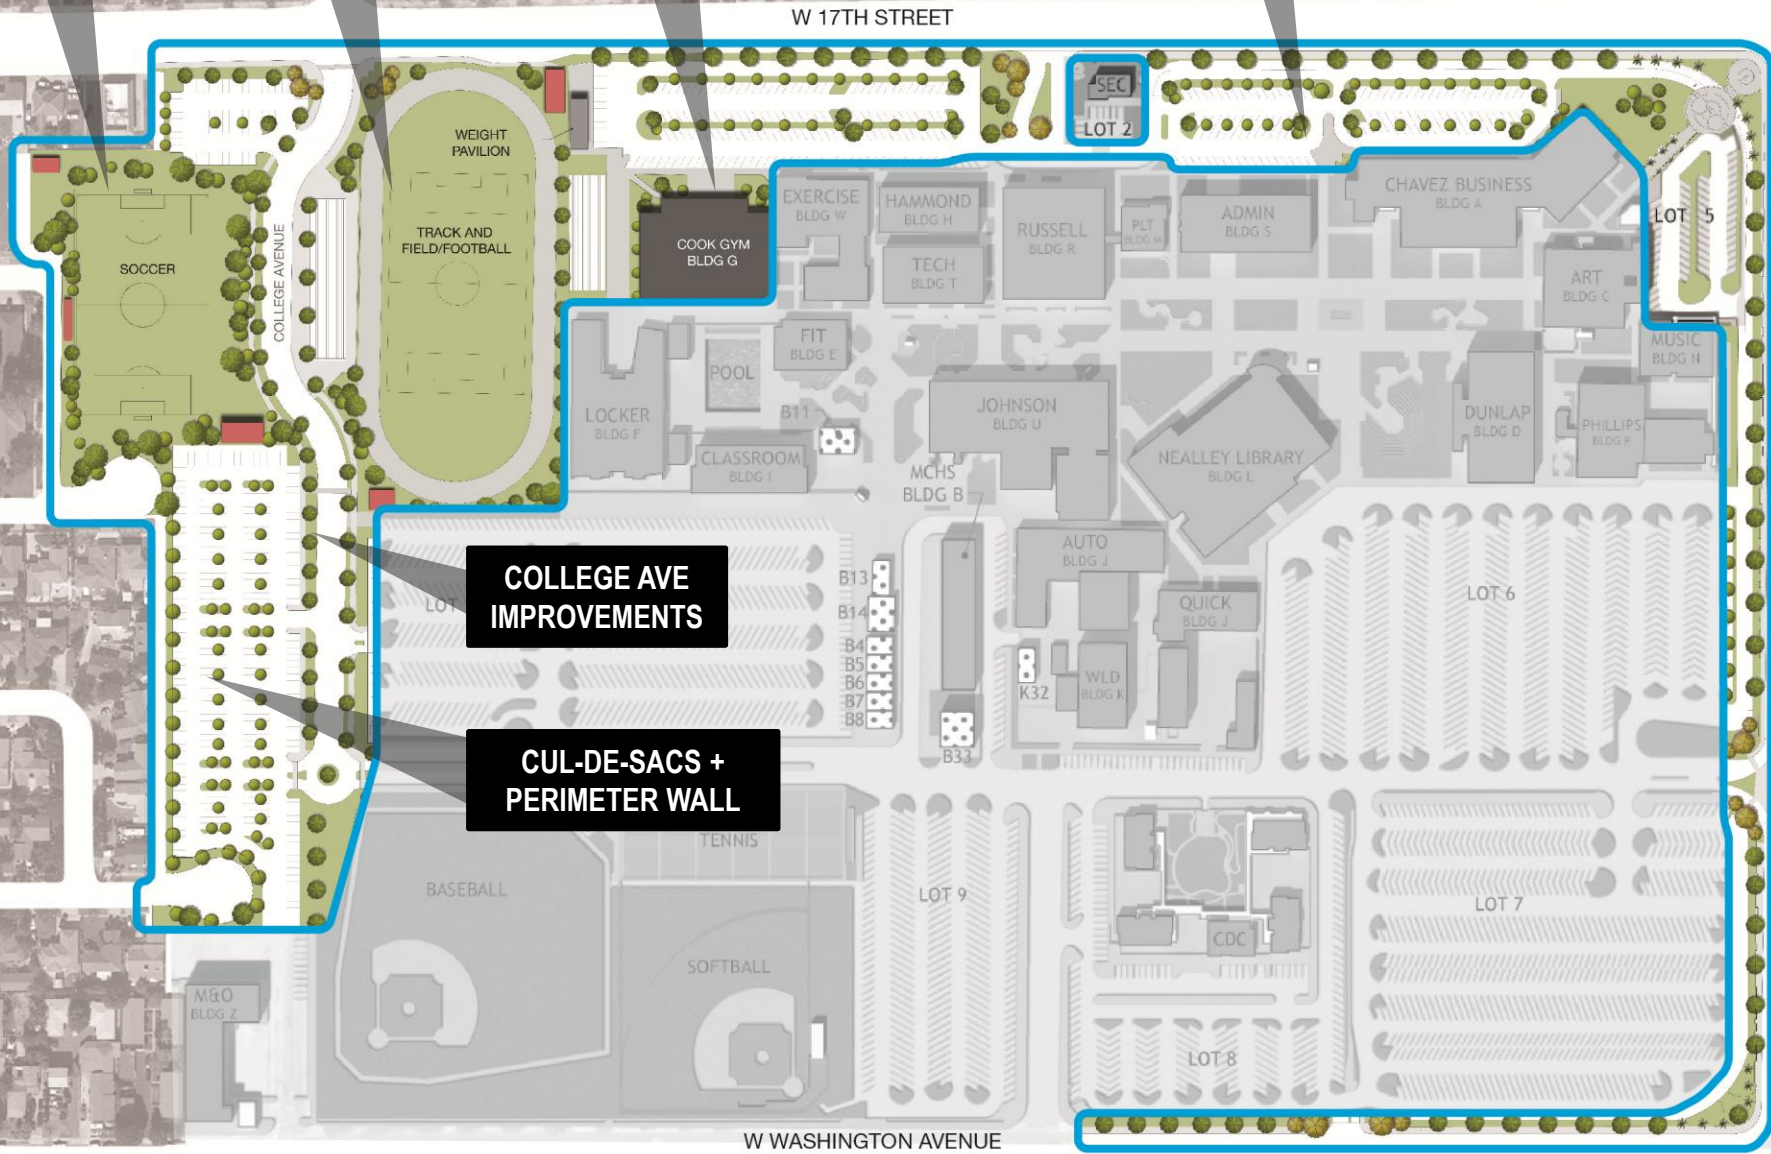 W 17TH STREET
SEC
LOT 2
WEIGHT
PAVILION
TRACK AND
FIELD/FOOTBALL
SOCCER
COLLEGE AVENUE
COOK GYM
BLDG G
EXERCISE
BLDG W
HAMMOND
BLDG H
TECH
BLDG T
RUSSELL
BLDG R
PLT
BLDG M
ADMIN
BLDG S
CHAVEZ BUSINESS
BLDG A
LOT 5
ART
BLDG C
MUSIC
BLDG N
FIT
BLDG E
POOL
LOCKER
BLDG F
B11
CLASSROOM
BLDG I
JOHNSON
BLDG U
MCHS
BLDG B
NEALLEY LIBRARY
BLDG L
DUNLAP
BLDG D
PHILLIPS
BLDG P
COLLEGE AVE
IMPROVEMENTS
LOT
B13
B14
B4
B5
B6
B7
B8
AUTO
BLDG J
QUICK
BLDG J
K32
WLD
BLDG K
B33
LOT 6
CUL-DE-SACS +
PERIMETER WALL
TENNIS
BASEBALL
SOFTBALL
LOT 9
CDC
LOT 7
LOT 8
M&O
BLDG Z
W WASHINGTON AVENUE